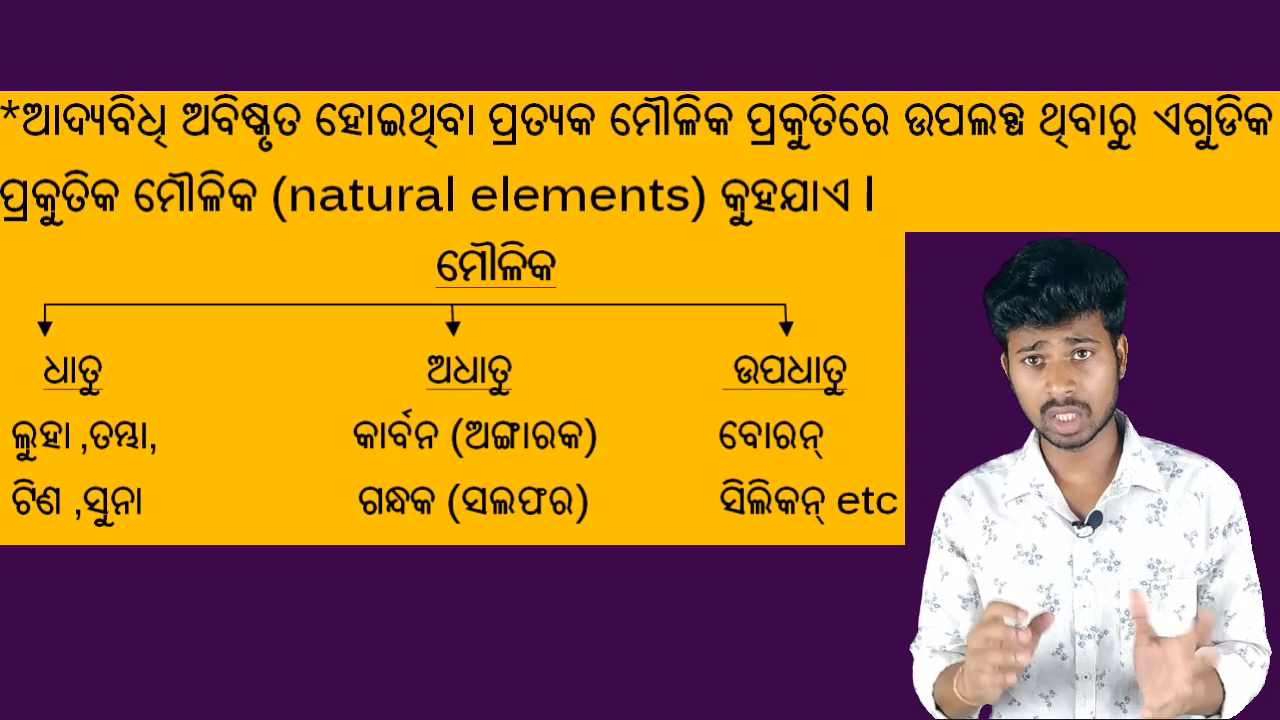 *ଆଦ୍ୟବିଧି ଅବିଷ୍କୃତ ହୋଇଥିବା ପ୍ରତ୍ୟକ ମୌଳିକ ପ୍ରକୁତିରେ ଉପଲବ୍ଧ ଥିବାରୁ ଏଗୁଡିକ
ପ୍ରକୁତିକ ମୌଳିକ (natural elements) କୁହଯାଏ l
ମୌଳିକ
ଧାତୁ ଅଧାତୁ ଉପଧାତୁ
ଲୁହା ,ତମ୍ଭା, କାର୍ବନ (ଅଙ୍ଗାରକ) ବୋରନ୍
ଟିଣ ,ସୁନା ଗନ୍ଧକ (ସଲଫର) ସିଲିକନ୍ etc